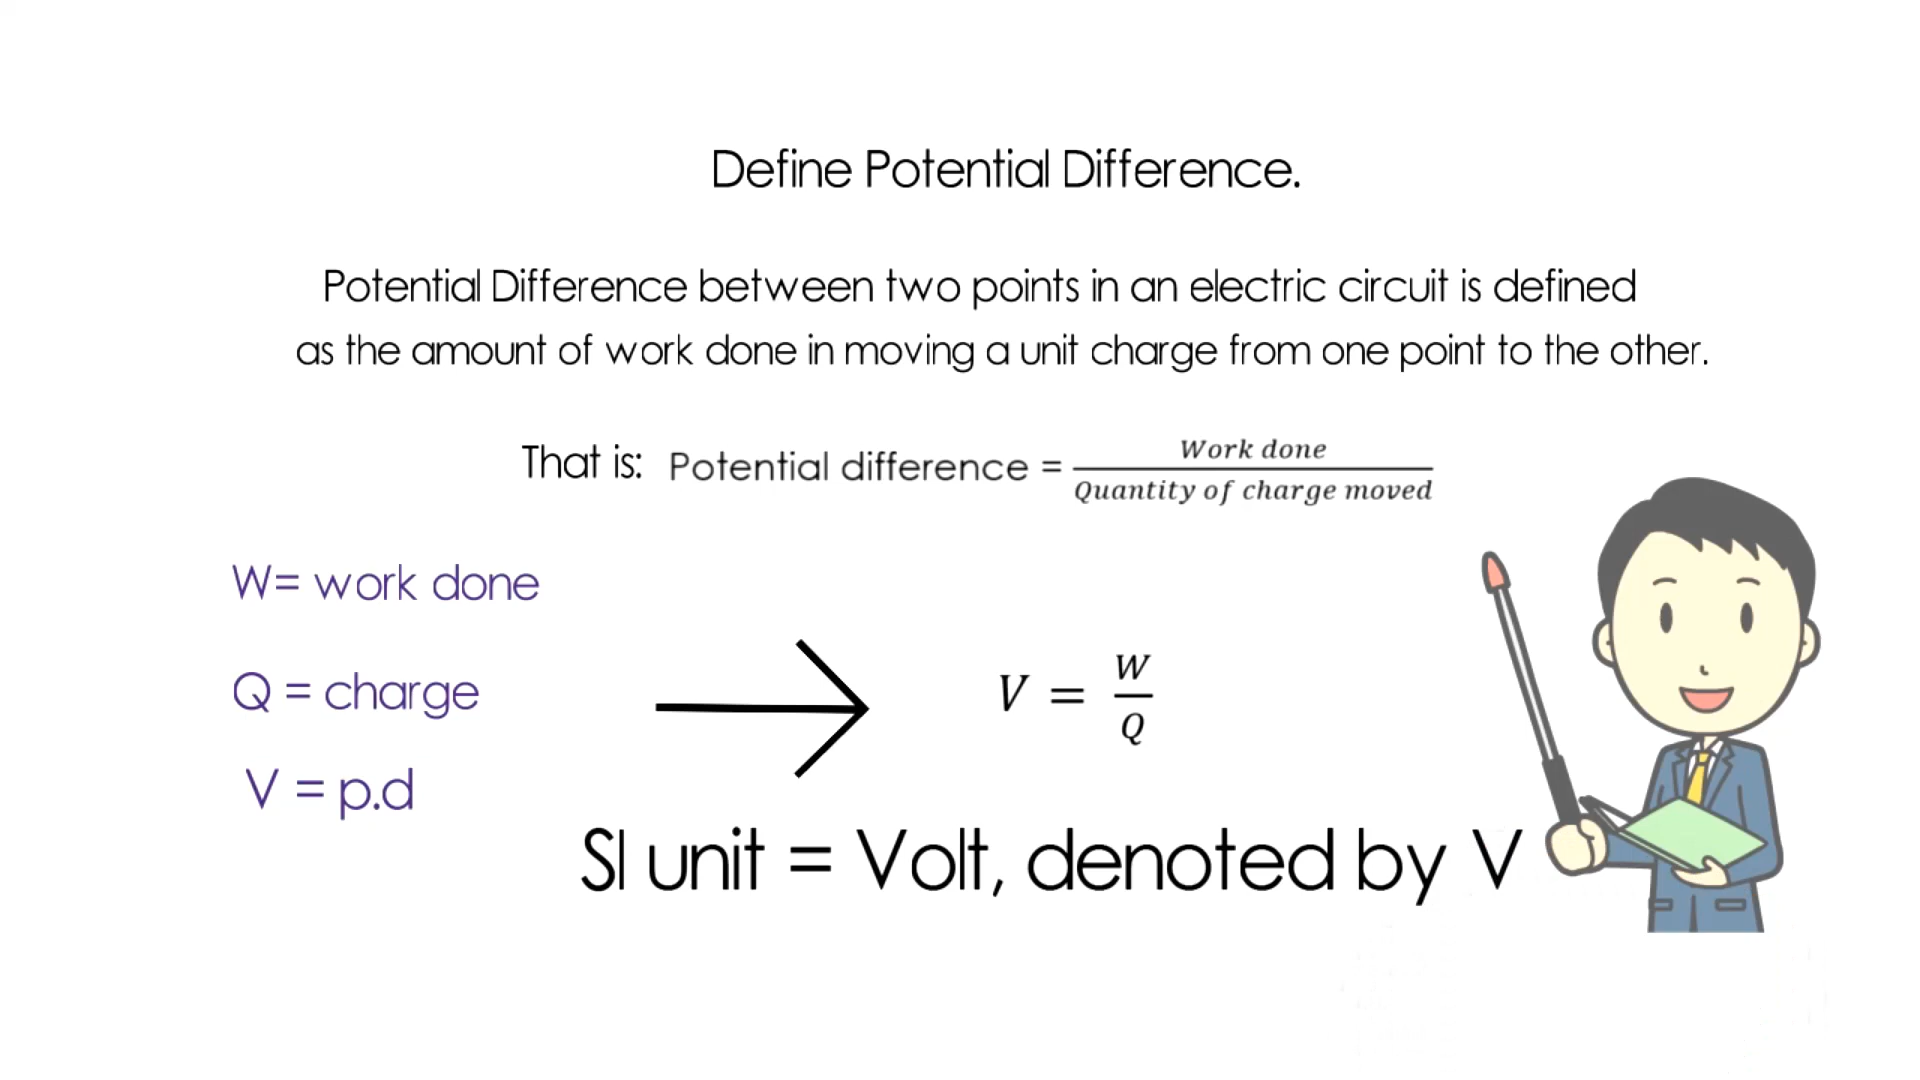 Define Potential Difference.
Potential Difference between two points in an electric circuit is defined
as the amount of work done in moving a unit charge from one point to the other.
That is: Potential difference = Work done / Quantity of charge moved
W= work done
Q = charge
V = W / Q
V = p.d
SI unit = Volt, denoted by V